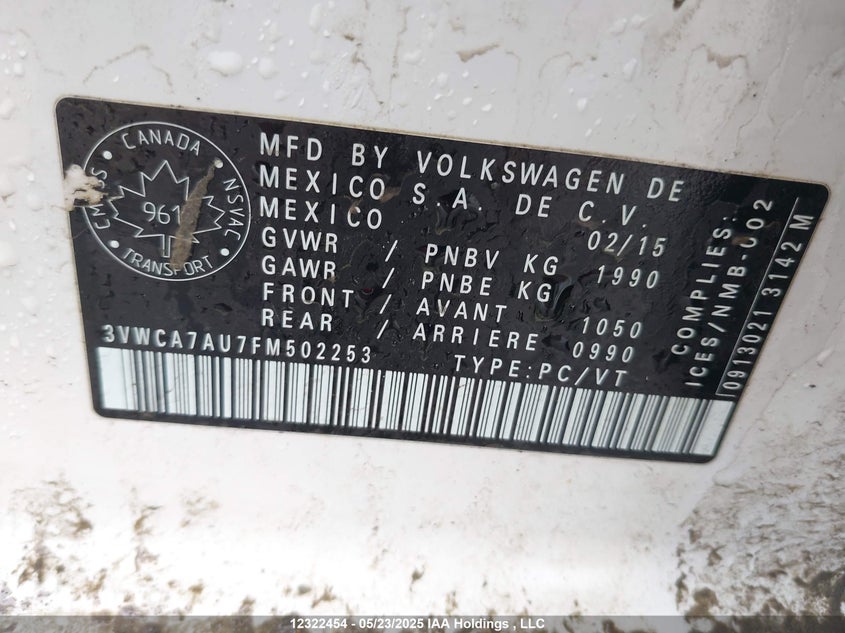 CANADA
CMVSS
NSVAC
961
TRANSPORT
MFD BY VOLKSWAGEN DE
MEXICO S.A. DE C.V.
MEXICO 02/15
GVWR / PNBV KG 1990
GAWR / PNBE KG
FRONT / AVANT 1050
REAR / ARRIERE 0990
3VWCA7AU7FM502253 TYPE:PC/VT
COMPLIES:
ICES/NMB-002
0913021 3142 M
12322454 - 05/23/2025 IAA Holdings , LLC